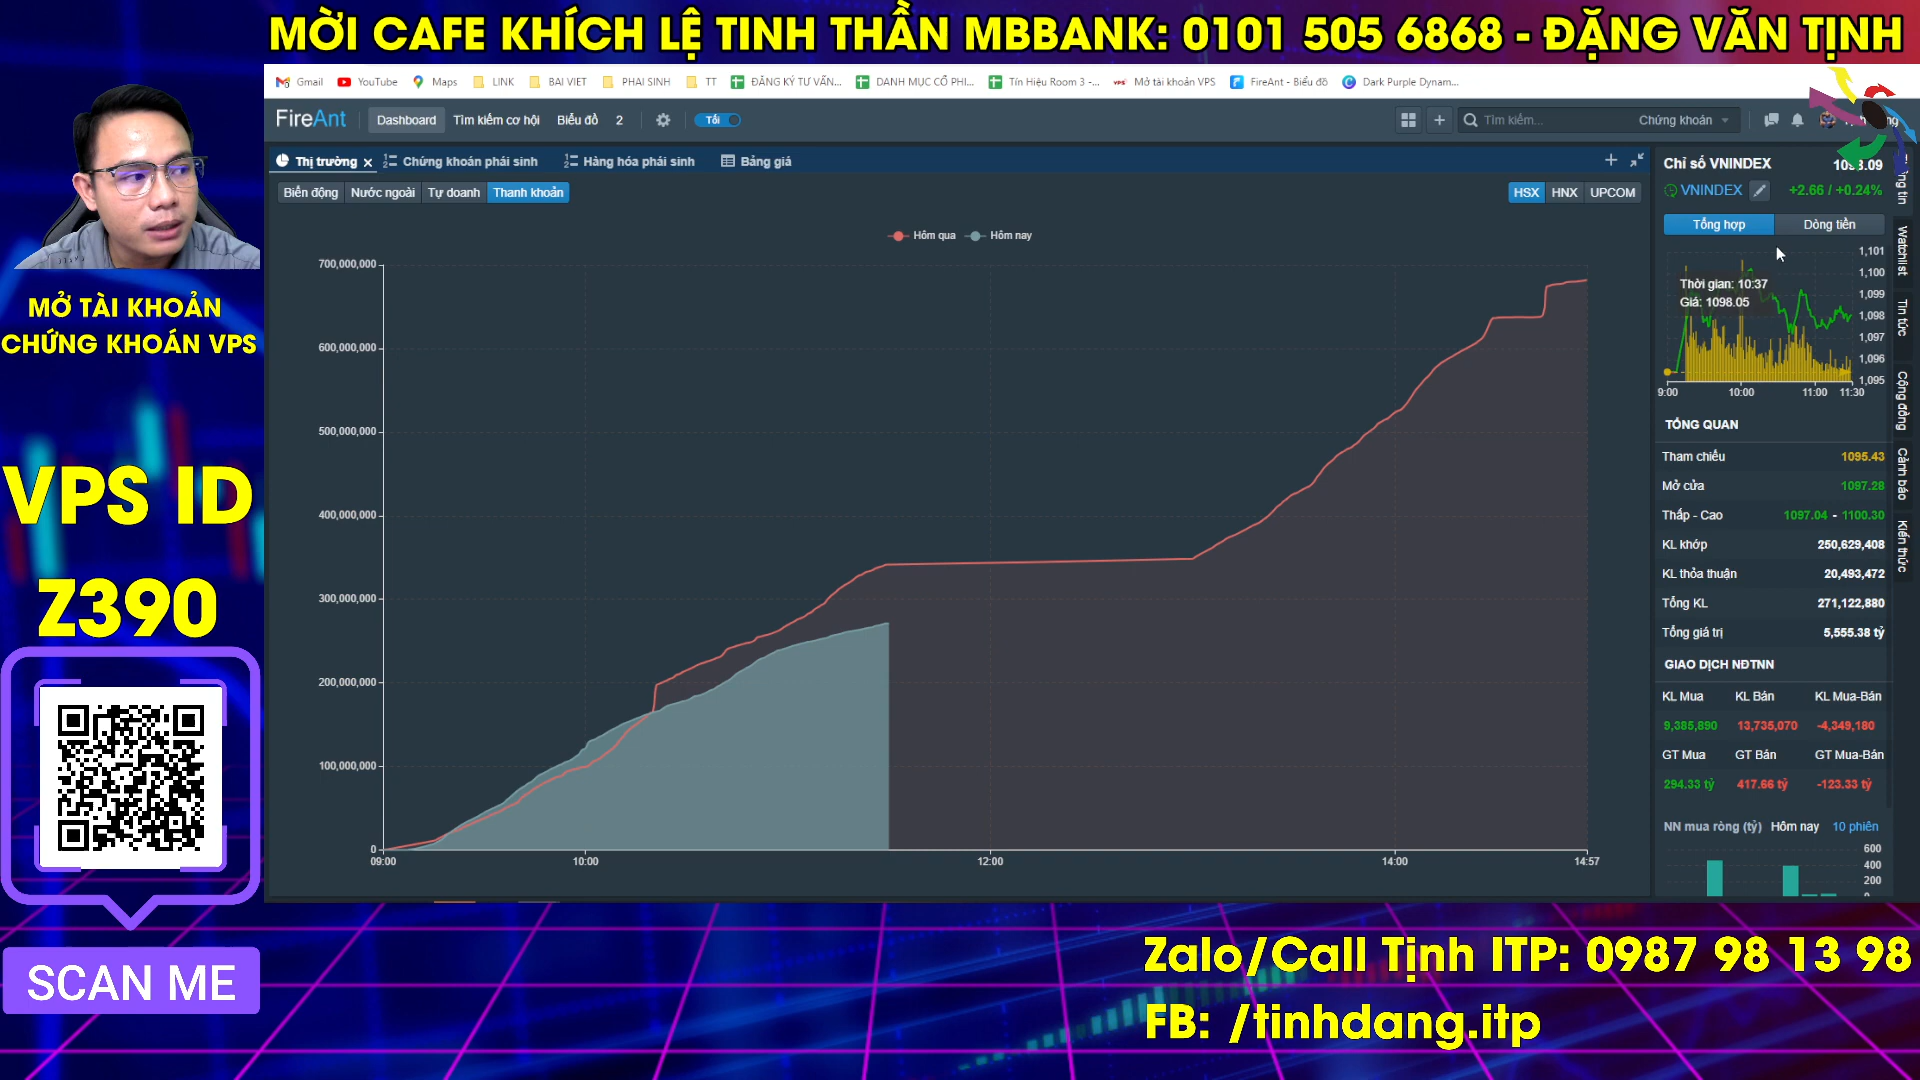 MỜI CAFE KHÍCH LỆ TINH THẦN MBBANK: 0101 505 6868 - ĐẶNG VĂN TỊNH
Gmail YouTube Maps LINK BAI VIET PHAI SINH TT ĐĂNG KÝ TƯ VẤN... DANH MỤC CỔ PHI... Tín Hiệu Room 3 -... Mở tài khoản VPS FireAnt - Biểu đồ Dark Purple Dynam...
FireAnt Dashboard Tìm kiếm cơ hội Biểu đồ 2 Tối Tìm kiếm... Chứng khoán
Thị trường Chứng khoán phái sinh Hàng hóa phái sinh Bảng giá
Biến động Nước ngoài Tự doanh Thanh khoản HSX HNX UPCOM
Hôm qua Hôm nay
700,000,000
600,000,000
500,000,000
400,000,000
300,000,000
200,000,000
100,000,000
0
09:00 10:00 12:00 14:00 14:57
Chỉ số VNINDEX
VNINDEX +2.66 / +0.24%
Tổng hợp Dòng tiền
Thời gian: 10:37
Giá: 1098.05
1,101
1,100
1,099
1,098
1,097
1,096
1,095
9:00 10:00 11:00 11:30
TỔNG QUAN
Tham chiếu 1095.43
Mở cửa 1097.28
Thấp - Cao 1097.04 - 1100.30
KL khớp 250,629,408
KL thỏa thuận 20,493,472
Tổng KL 271,122,880
Tổng giá trị 5,555.38 tỷ
GIAO DỊCH NĐTNN
KL Mua KL Bán KL Mua-Bán
9,385,890 13,735,070 -4,349,180
GT Mua GT Bán GT Mua-Bán
294.33 tỷ 417.66 tỷ -123.33 tỷ
NN mua ròng (tỷ) Hôm nay 10 phiên
600
400
200
Watchlist
Tin tức
Cộng đồng
Cảnh báo
Kiến thức
MỞ TÀI KHOẢN
CHỨNG KHOÁN VPS
VPS ID
Z390
SCAN ME
Zalo/Call Tịnh ITP: 0987 98 13 98
FB: /tinhdang.itp